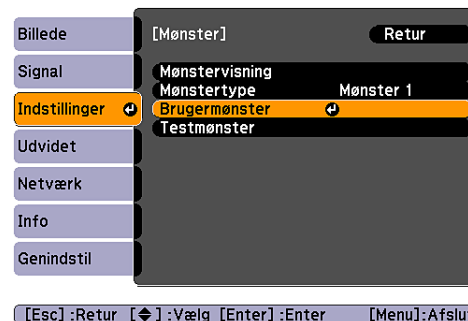 Billede
Signal
Indstillinger
Udvidet
Netværk
Info
Genindstil
[Mønster] Retur
Mønstervisning
Mønstertype Mønster 1
Brugermønster
Testmønster
[Esc] :Retur [◆] :Vælg [Enter] :Enter [Menu] :Afslut